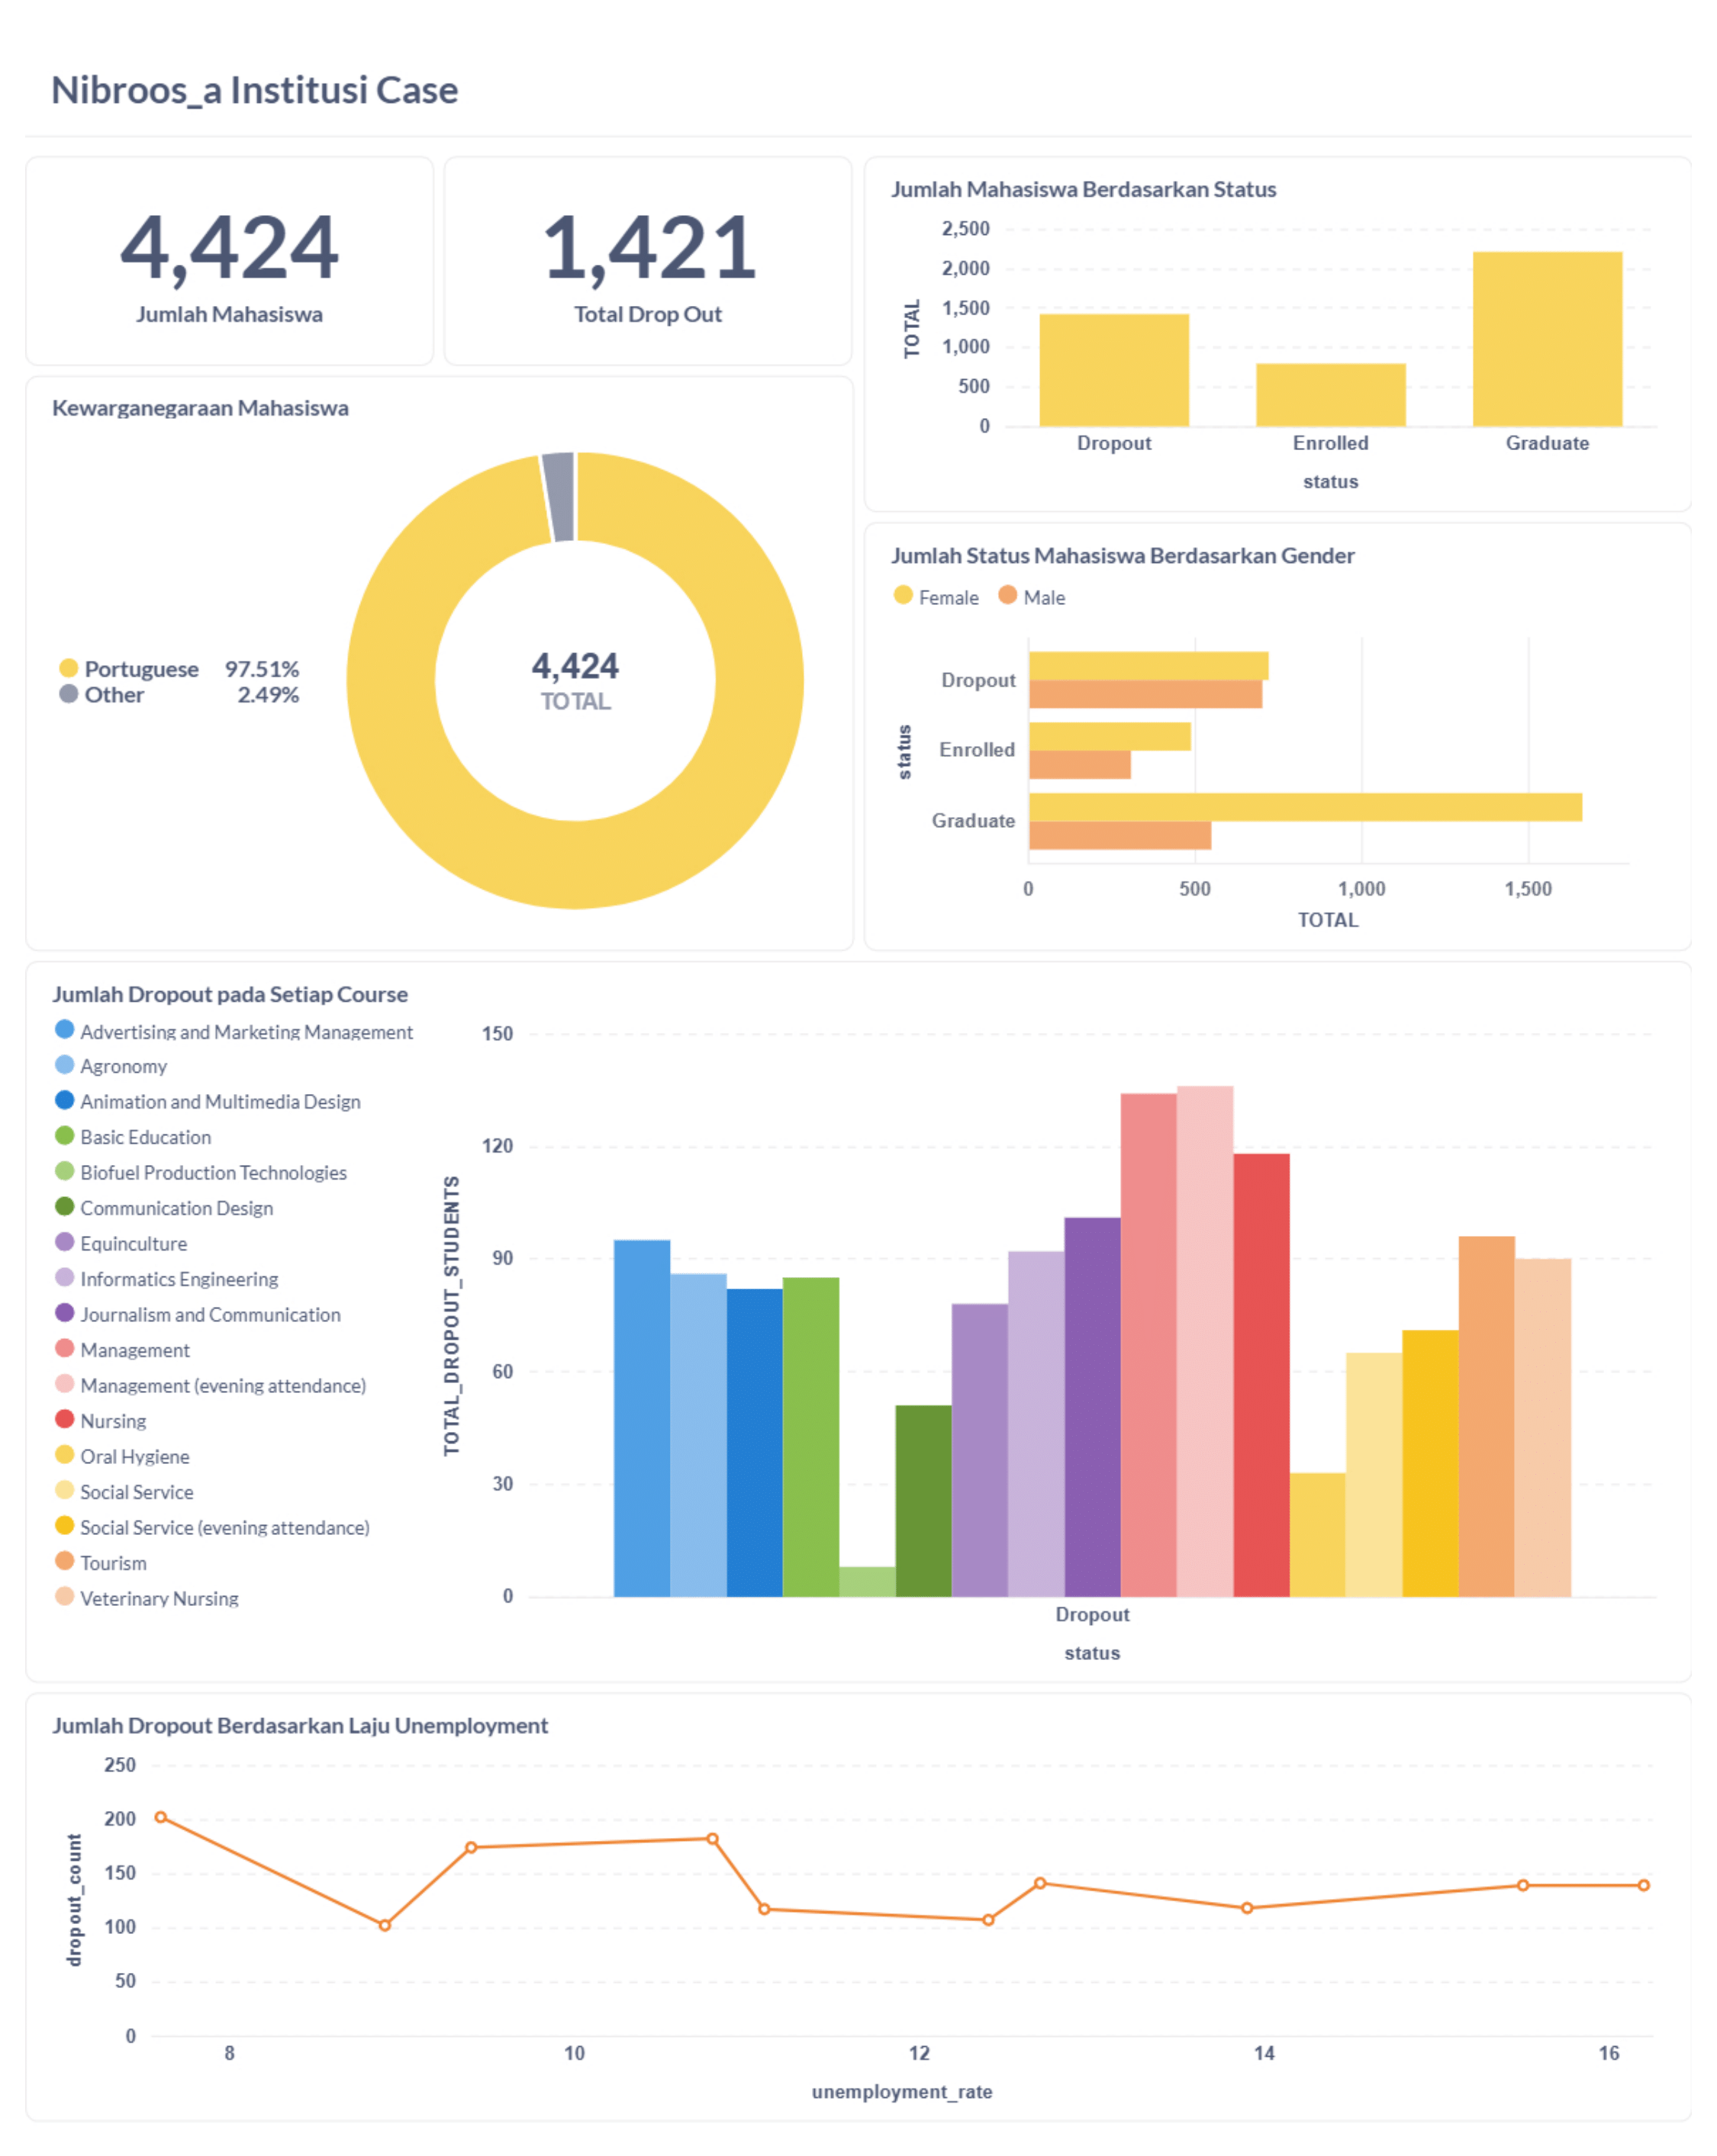 Nibroos_a Institusi Case
4,424
Jumlah Mahasiswa
1,421
Total Drop Out
Jumlah Mahasiswa Berdasarkan Status
TOTAL
2,500
2,000
1,500
1,000
500
0
Dropout Enrolled Graduate
status
Kewarganegaraan Mahasiswa
Portuguese 97.51%
Other 2.49%
4,424
TOTAL
Jumlah Status Mahasiswa Berdasarkan Gender
Female Male
status
Dropout
Enrolled
Graduate
0 500 1,000 1,500
TOTAL
Jumlah Dropout pada Setiap Course
Advertising and Marketing Management
Agronomy
Animation and Multimedia Design
Basic Education
Biofuel Production Technologies
Communication Design
Equinculture
Informatics Engineering
Journalism and Communication
Management
Management (evening attendance)
Nursing
Oral Hygiene
Social Service
Social Service (evening attendance)
Tourism
Veterinary Nursing
TOTAL_DROPOUT_STUDENTS
150
120
90
60
30
0
Dropout
status
Jumlah Dropout Berdasarkan Laju Unemployment
dropout_count
250
200
150
100
50
0
8 10 12 14 16
unemployment_rate